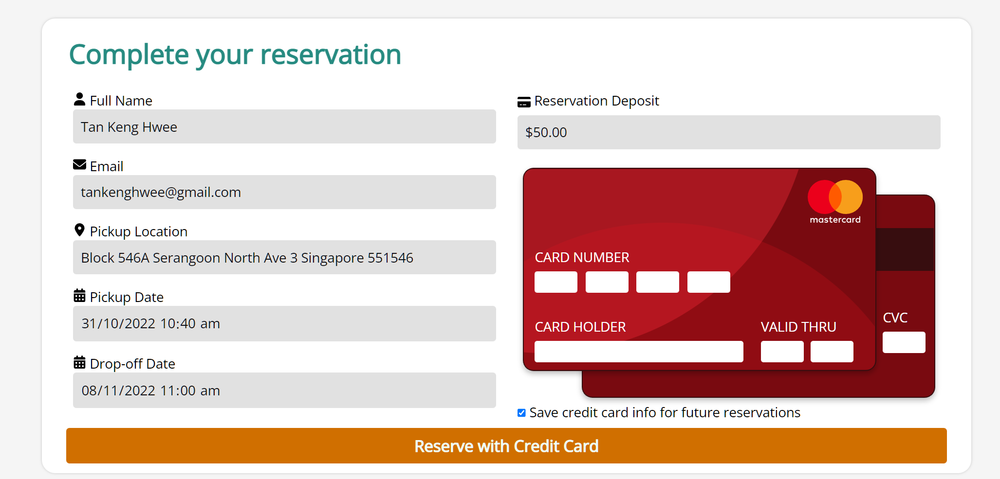 Complete your reservation
Full Name
Tan Keng Hwee
Email
tankenghwee@gmail.com
Pickup Location
Block 546A Serangoon North Ave 3 Singapore 551546
Pickup Date
31/10/2022 10:40 am
Drop-off Date
08/11/2022 11:00 am
Reservation Deposit
$50.00
mastercard
CARD NUMBER
CARD HOLDER
VALID THRU
CVC
Save credit card info for future reservations
Reserve with Credit Card